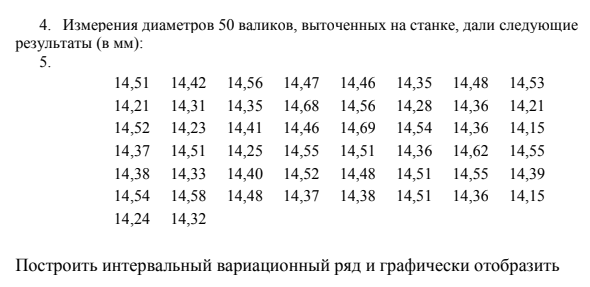 4. Измерения диаметров 50 валиков, выточенных на станке, дали следующие
результаты (в мм):
5.
14,51 14,42 14,56 14,47 14,46 14,35 14,48 14,53
14,21 14,31 14,35 14,68 14,56 14,28 14,36 14,21
14,52 14,23 14,41 14,46 14,69 14,54 14,36 14,15
14,37 14,51 14,25 14,55 14,51 14,36 14,62 14,55
14,38 14,33 14,40 14,52 14,48 14,51 14,55 14,39
14,54 14,58 14,48 14,37 14,38 14,51 14,36 14,15
14,24 14,32
Построить интервальный вариационный ряд и графически отобразить